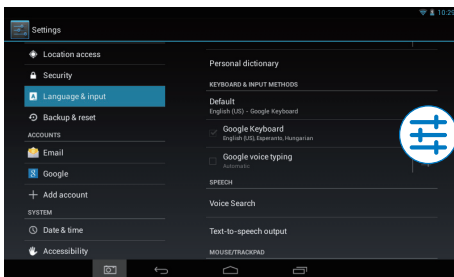 10:29
Settings
Location access
Security
Language & input
Backup & reset
ACCOUNTS
Email
Google
Add account
SYSTEM
Date & time
Accessibility
Personal dictionary
KEYBOARD & INPUT METHODS
Default
English (US) - Google Keyboard
Google Keyboard
English (US), Esperanto, Hungarian
Google voice typing
Automatic
SPEECH
Voice Search
Text-to-speech output
MOUSE/TRACKPAD